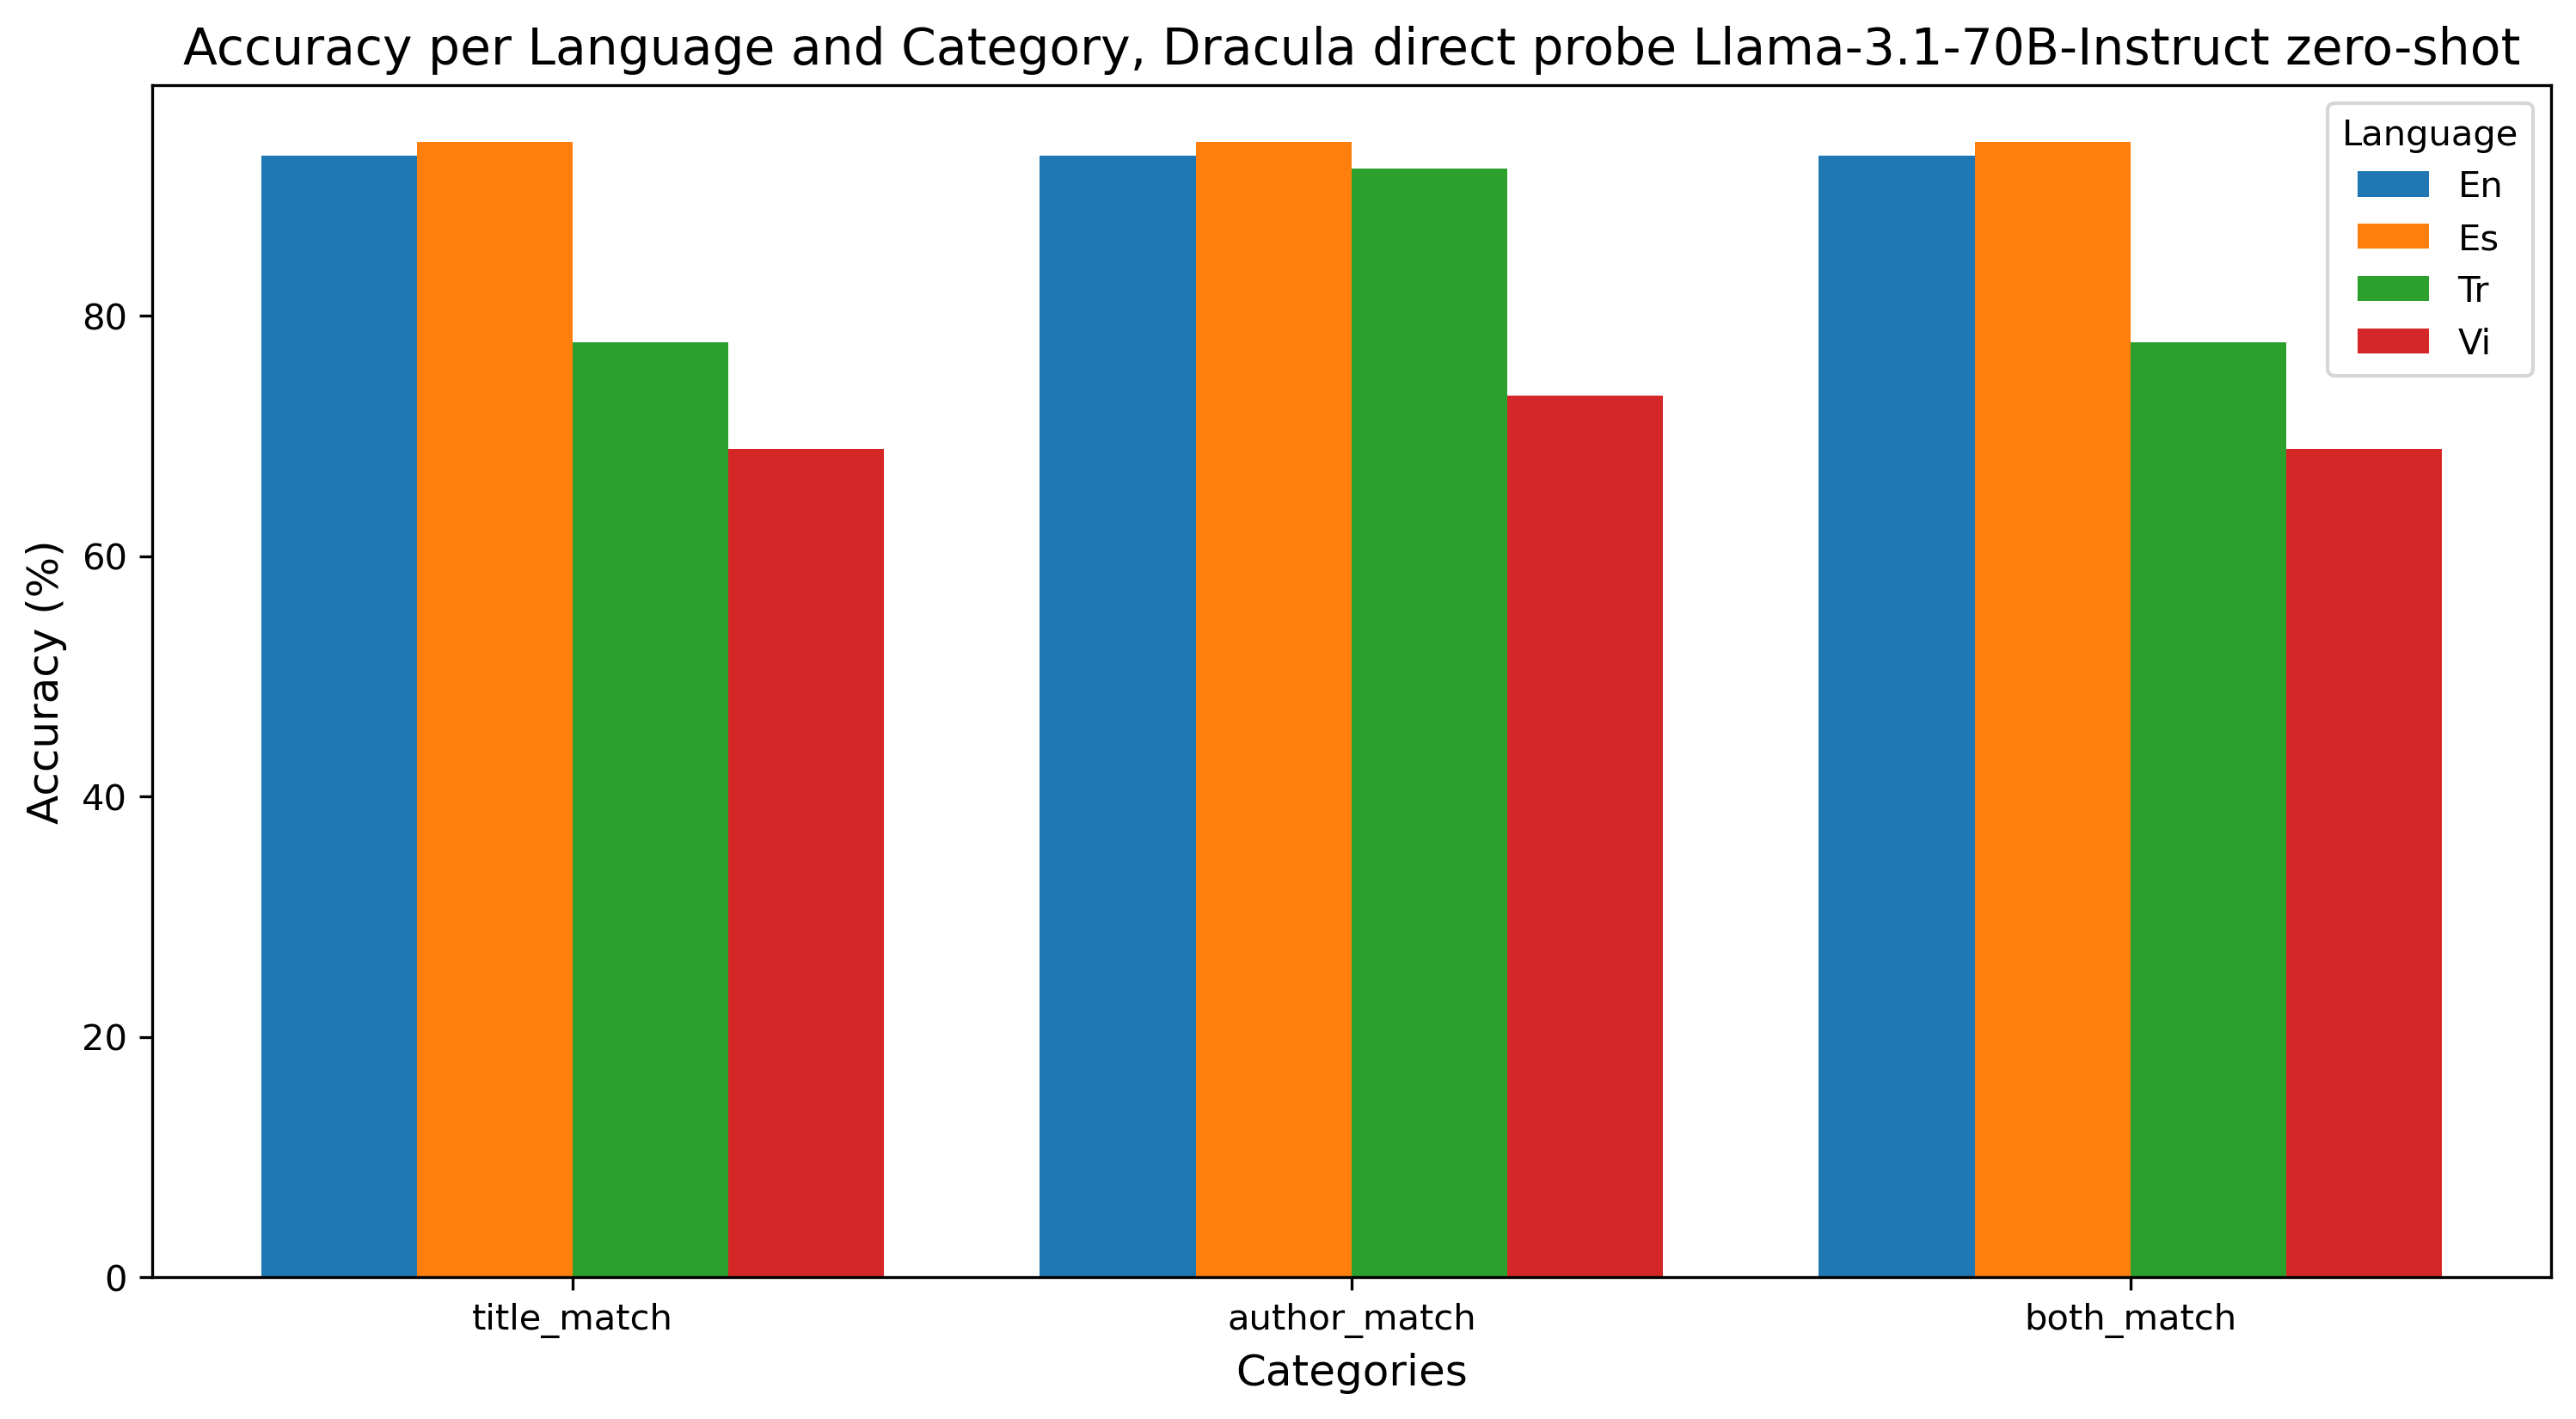 Accuracy per Language and Category, Dracula direct probe Llama-3.1-70B-Instruct zero-shot
Language
En
Es
Tr
Vi
Accuracy (%)
80
60
40
20
0
title_match
author_match
both_match
Categories